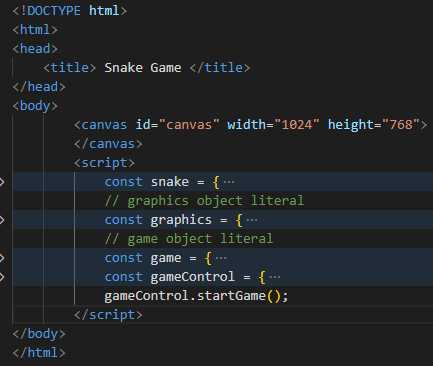 <!DOCTYPE html>
<html>
<head>
    <title> Snake Game </title>
</head>
<body>
        <canvas id="canvas" width="1024" height="768">
        </canvas>
        <script>
            const snake = {···
            // graphics object literal
            const graphics = {···
            // game object literal
            const game = {···
            const gameControl = {···
            gameControl.startGame();
        </script>
</body>
</html>